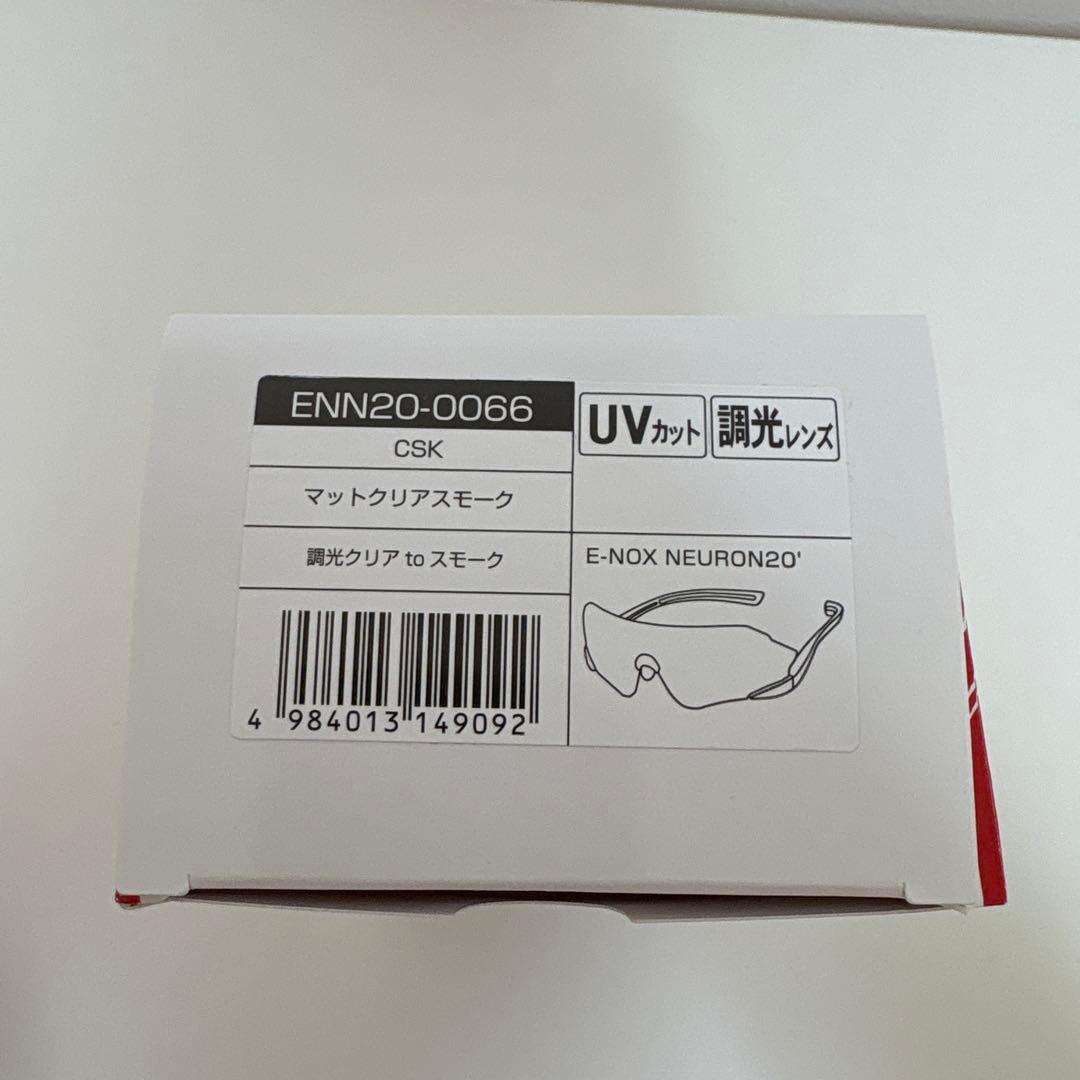 ENN20-0066
CSK
マットクリアスモーク
調光クリア to スモーク
4 984013 149092
UVカット 調光レンズ
E-NOX NEURON20'